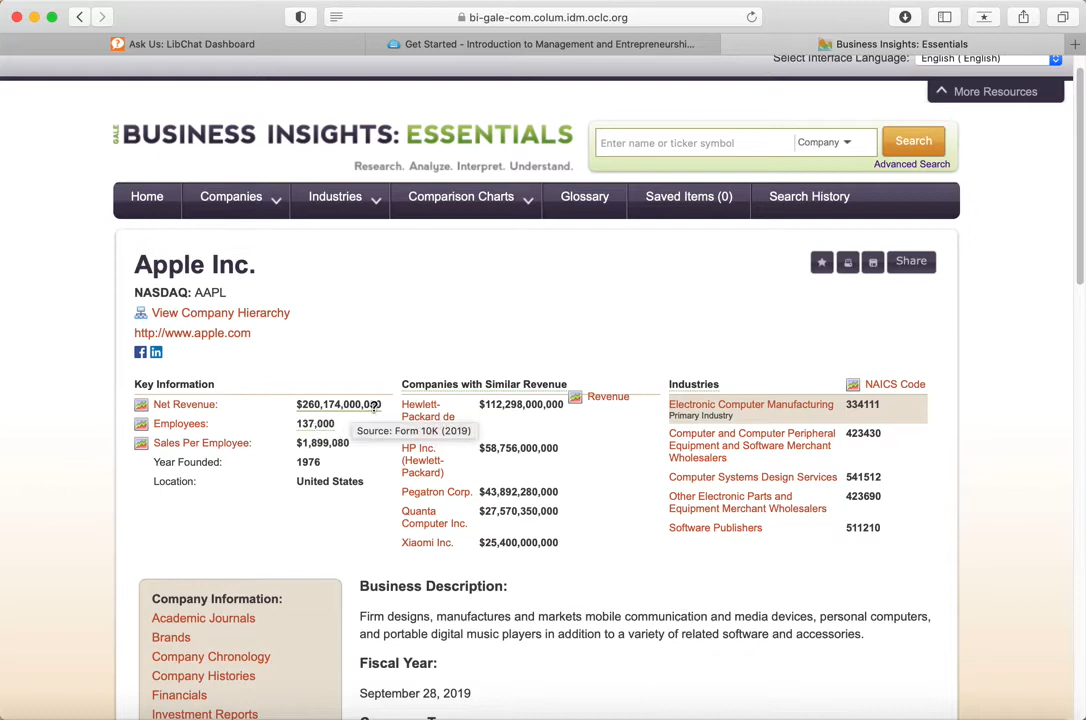 bi-gale-com.colum.idm.oclc.org
Ask Us: LibChat Dashboard
Get Started - Introduction to Management and Entrepreneurshi...
Business Insights: Essentials
Select Interface Language:
English ( English)
More Resources
GALE
BUSINESS INSIGHTS: ESSENTIALS
Research. Analyze. Interpret. Understand.
Enter name or ticker symbol
Company
Search
Advanced Search
Home
Companies
Industries
Comparison Charts
Glossary
Saved Items (0)
Search History
Apple Inc.
Share
NASDAQ: AAPL
View Company Hierarchy
http://www.apple.com
Key Information
Net Revenue: $260,174,000,000
Employees: 137,000
Source: Form 10K (2019)
Sales Per Employee: $1,899,080
Year Founded: 1976
Location: United States
Companies with Similar Revenue
Revenue
Hewlett- $112,298,000,000
Packard de
HP Inc. $58,756,000,000
(Hewlett-
Packard)
Pegatron Corp. $43,892,280,000
Quanta $27,570,350,000
Computer Inc.
Xiaomi Inc. $25,400,000,000
Industries
NAICS Code
Electronic Computer Manufacturing 334111
Primary Industry
Computer and Computer Peripheral 423430
Equipment and Software Merchant
Wholesalers
Computer Systems Design Services 541512
Other Electronic Parts and 423690
Equipment Merchant Wholesalers
Software Publishers 511210
Company Information:
Academic Journals
Brands
Company Chronology
Company Histories
Financials
Investment Reports
Business Description:
Firm designs, manufactures and markets mobile communication and media devices, personal computers,
and portable digital music players in addition to a variety of related software and accessories.
Fiscal Year:
September 28, 2019